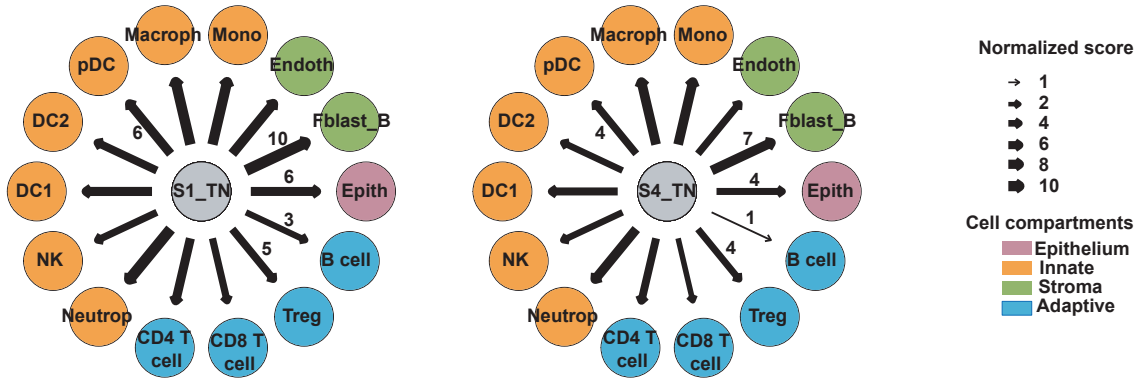 Macroph
Mono
pDC
Endoth
DC2
6
10
Fblast_B
DC1
S1_TN
6
Epith
3
NK
5
B cell
Neutrop
Treg
CD4 T
cell
CD8 T
cell
Macroph
Mono
pDC
Endoth
DC2
4
7
Fblast_B
DC1
S4_TN
4
Epith
1
NK
4
B cell
Neutrop
Treg
CD4 T
cell
CD8 T
cell
Normalized score
1
2
4
6
8
10
Cell compartments
Epithelium
Innate
Stroma
Adaptive